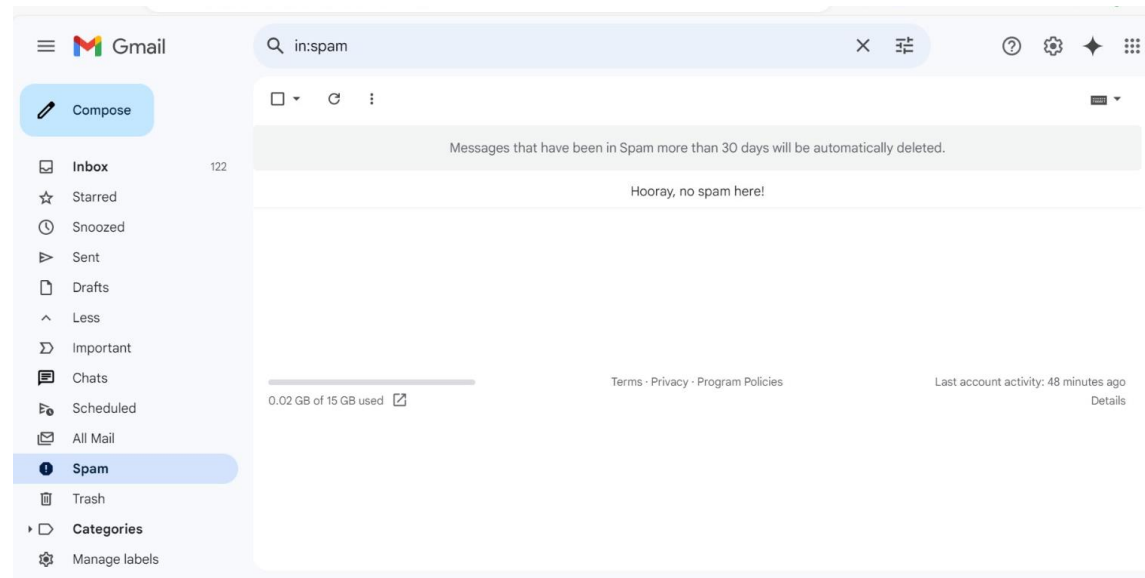 Gmail
in:spam
Compose
Inbox 122
Starred
Snoozed
Sent
Drafts
Less
Important
Chats
Scheduled
All Mail
Spam
Trash
Categories
Manage labels
Messages that have been in Spam more than 30 days will be automatically deleted.
Hooray, no spam here!
0.02 GB of 15 GB used
Terms · Privacy · Program Policies
Last account activity: 48 minutes ago
Details